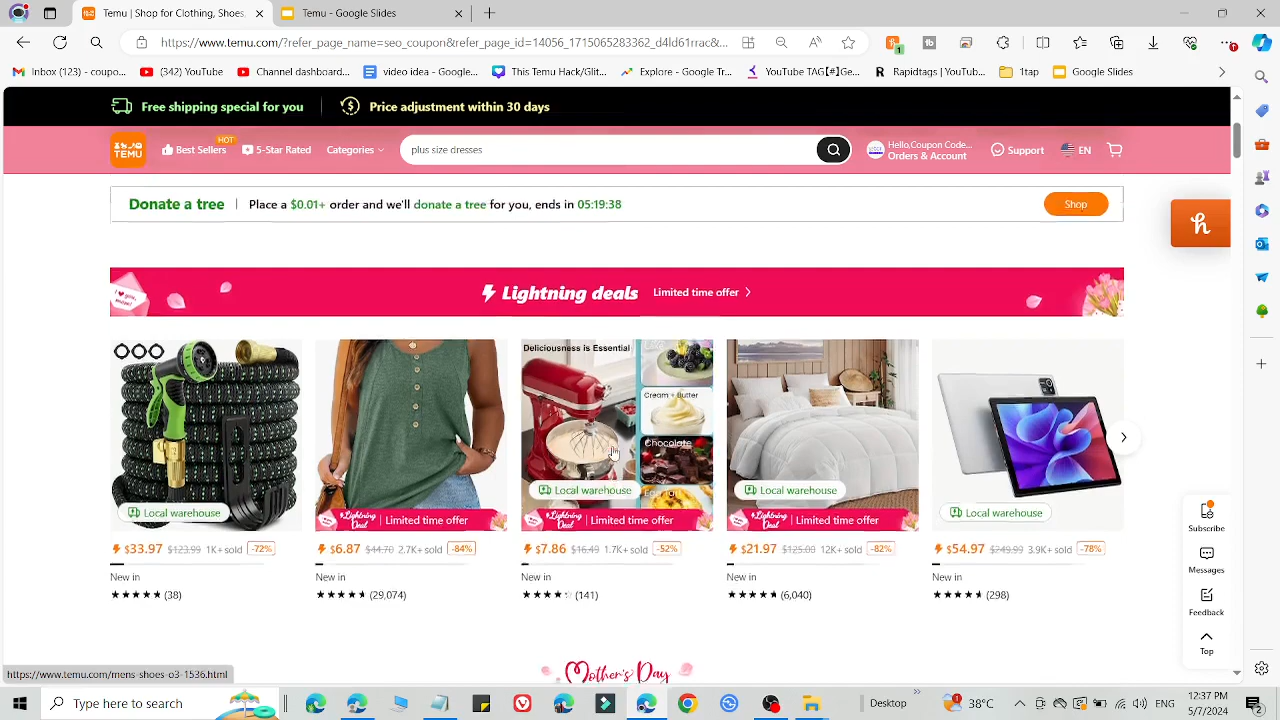 Temu | Explore the latest clothing
Temu - Google Slides
https://www.temu.com/?refer_page_name=seo_coupon&refer_page_id=14056_1715065283362_d4ld61rrac&...
Inbox (123) - coupo...
(342) YouTube
Channel dashboard...
video idea - Google...
This Temu Hack(Glit...
Explore - Google Tr...
YouTube TAG【#】Ge...
Rapidtags | YouTub...
1tap
Google Slides
Free shipping special for you
Price adjustment within 30 days
TEMU
Best Sellers
HOT
5-Star Rated
Categories
plus size dresses
Hello,Coupon Code...
Orders & Account
Support
EN
Donate a tree | Place a $0.01+ order and we'll donate a tree for you, ends in 05:19:38
Shop
Lightning deals
Limited time offer
Deliciousness is Essential
Cream + Butter
Chocolate
Local warehouse
Lightning Deal | Limited time offer
Local warehouse
Lightning Deal | Limited time offer
Local warehouse
Lightning Deal | Limited time offer
Local warehouse
$33.97 $123.99 1K+ sold -72%
$6.87 $44.70 2.7K+ sold -84%
$7.86 $16.49 1.7K+ sold -52%
$21.97 $125.00 12K+ sold -82%
$54.97 $249.99 3.9K+ sold -78%
New in
New in
New in
New in
New in
(38)
(29,074)
(141)
(6,040)
(298)
Subscribe
Messages
Feedback
Top
Mother's Day
https://www.temu.com/mens-shoes-o3-1536.html
Type here to search
Desktop
38°C
ENG
12:37 PM
5/7/2024